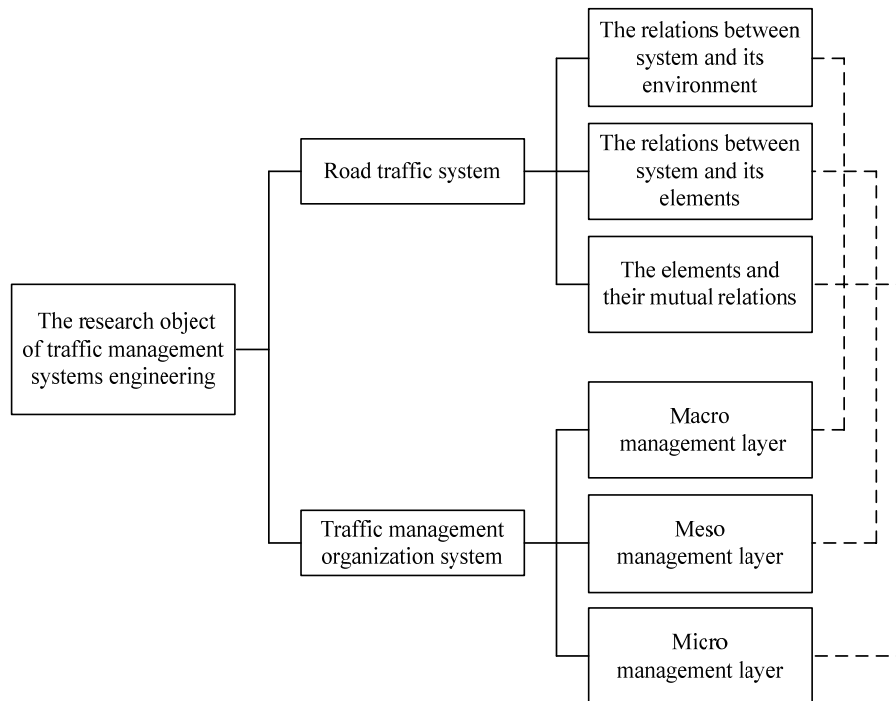 The relations between
system and its
environment
The relations between
system and its
elements
Road traffic system
The elements and
their mutual relations
The research object
of traffic management
systems engineering
Macro
management layer
Traffic management
organization system
Meso
management layer
Micro
management layer